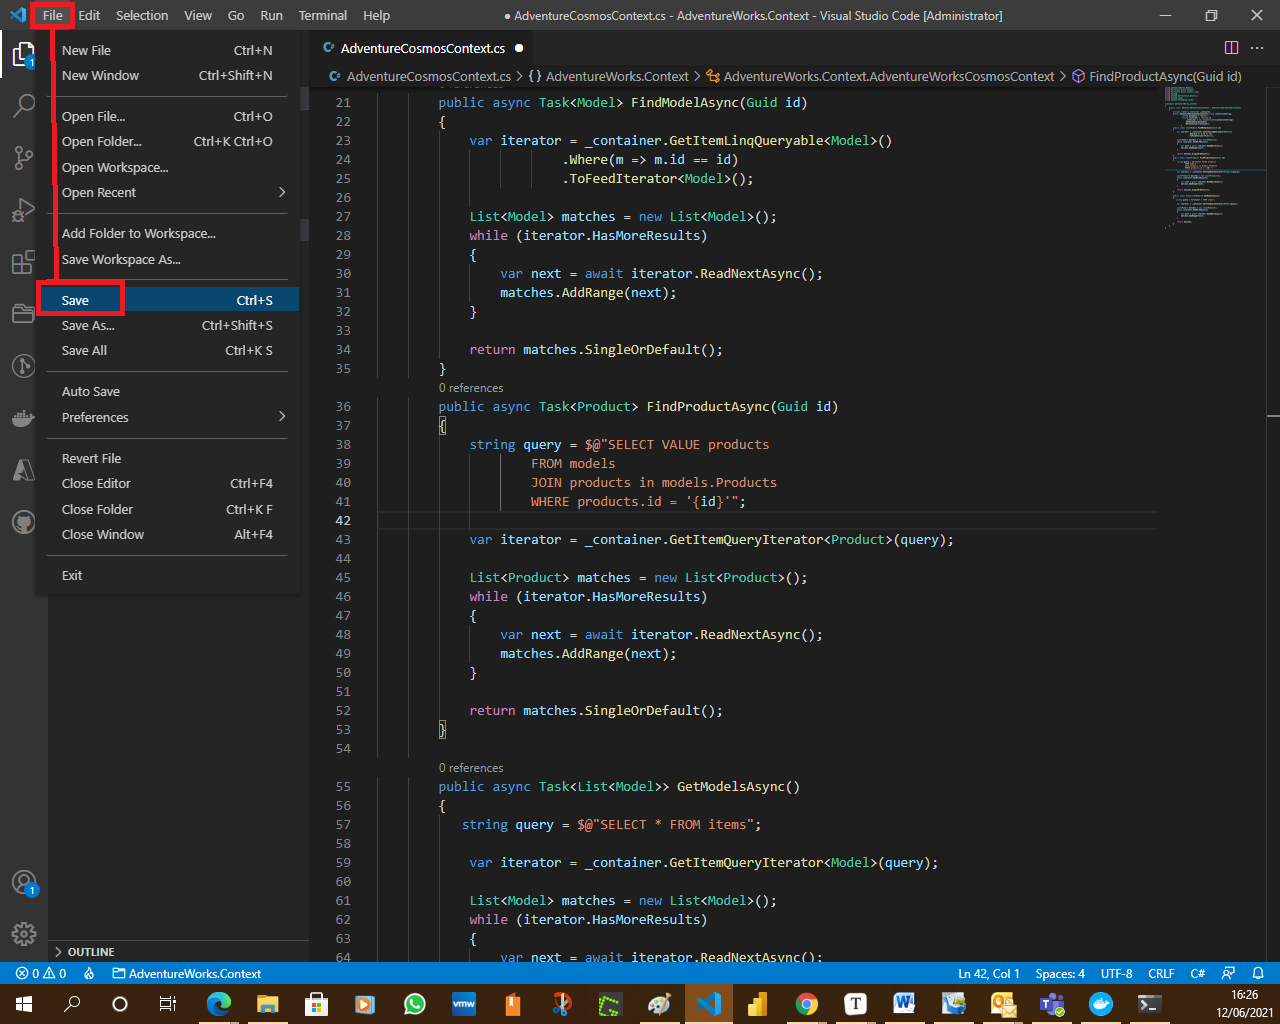 File Edit Selection View Go Run Terminal Help
● AdventureCosmosContext.cs - AdventureWorks.Context - Visual Studio Code [Administrator]
New File Ctrl+N
New Window Ctrl+Shift+N
Open File... Ctrl+O
Open Folder... Ctrl+K Ctrl+O
Open Workspace...
Open Recent
Add Folder to Workspace...
Save Workspace As...
Save Ctrl+S
Save As... Ctrl+Shift+S
Save All Ctrl+K S
Auto Save
Preferences
Revert File
Close Editor Ctrl+F4
Close Folder Ctrl+K F
Close Window Alt+F4
Exit
1
1
OUTLINE
AdventureCosmosContext.cs ●
AdventureCosmosContext.cs > {} AdventureWorks.Context > AdventureWorks.Context.AdventureWorksCosmosContext > FindProductAsync(Guid id)
21 public async Task<Model> FindModelAsync(Guid id)
22 {
23 var iterator = _container.GetItemLinqQueryable<Model>()
24 .Where(m => m.id == id)
25 .ToFeedIterator<Model>();
26
27 List<Model> matches = new List<Model>();
28 while (iterator.HasMoreResults)
29 {
30 var next = await iterator.ReadNextAsync();
31 matches.AddRange(next);
32 }
33
34 return matches.SingleOrDefault();
35 }
0 references
36 public async Task<Product> FindProductAsync(Guid id)
37 {
38 string query = $@"SELECT VALUE products
39 FROM models
40 JOIN products in models.Products
41 WHERE products.id = '{id}'";
42
43 var iterator = _container.GetItemQueryIterator<Product>(query);
44
45 List<Product> matches = new List<Product>();
46 while (iterator.HasMoreResults)
47 {
48 var next = await iterator.ReadNextAsync();
49 matches.AddRange(next);
50 }
51
52 return matches.SingleOrDefault();
53 }
54
0 references
55 public async Task<List<Model>> GetModelsAsync()
56 {
57 string query = $@"SELECT * FROM items";
58
59 var iterator = _container.GetItemQueryIterator<Model>(query);
60
61 List<Model> matches = new List<Model>();
62 while (iterator.HasMoreResults)
63 {
64 var next = await iterator.ReadNextAsync();
0 0 AdventureWorks.Context Ln 42, Col 1 Spaces: 4 UTF-8 CRLF C#
vmw
16:26
12/06/2021